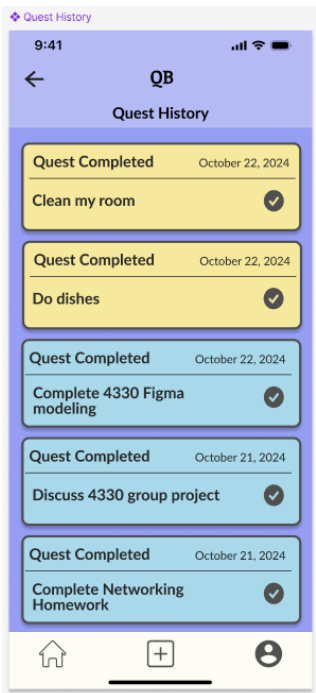 Quest History
9:41
QB
Quest History
Quest Completed October 22, 2024
Clean my room
Quest Completed October 22, 2024
Do dishes
Quest Completed October 22, 2024
Complete 4330 Figma
modeling
Quest Completed October 21, 2024
Discuss 4330 group project
Quest Completed October 21, 2024
Complete Networking
Homework